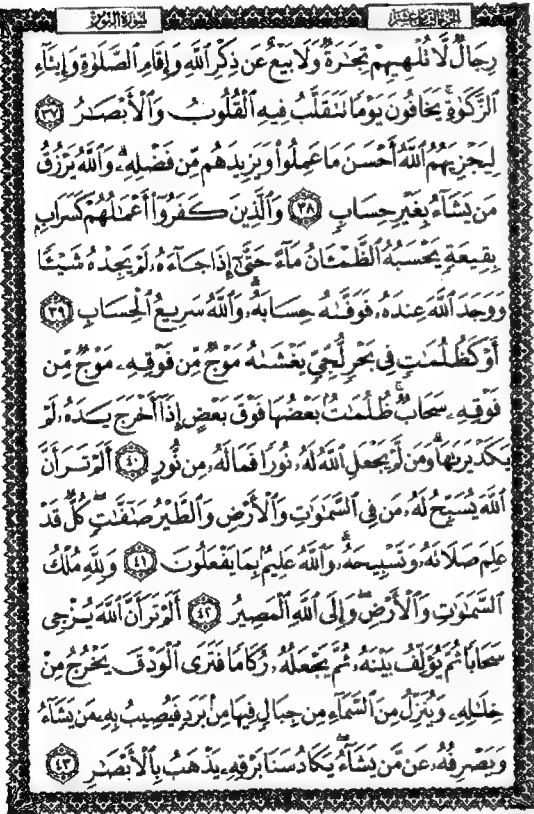 الجزء الثامن عشر
سورة النور
رِجَالٌ لَّا تُلْهِيهِمْ تِجَٰرَةٌ وَلَا بَيْعٌ عَن ذِكْرِ ٱللَّهِ وَإِقَامِ ٱلصَّلَوٰةِ وَإِيتَآءِ
ٱلزَّكَوٰةِ يَخَافُونَ يَوْمًا تَتَقَلَّبُ فِيهِ ٱلْقُلُوبُ وَٱلْأَبْصَٰرُ ٣٧
لِيَجْزِيَهُمُ ٱللَّهُ أَحْسَنَ مَا عَمِلُوا۟ وَيَزِيدَهُم مِّن فَضْلِهِۦ وَٱللَّهُ يَرْزُقُ
مَن يَشَآءُ بِغَيْرِ حِسَابٍ ٣٨ وَٱلَّذِينَ كَفَرُوٓا۟ أَعْمَٰلُهُمْ كَسَرَابٍۭ
بِقِيعَةٍ يَحْسَبُهُ ٱلظَّمْـَٔانُ مَآءً حَتَّىٰٓ إِذَا جَآءَهُۥ لَمْ يَجِدْهُ شَيْـًٔا
وَوَجَدَ ٱللَّهَ عِندَهُۥ فَوَفَّىٰهُ حِسَابَهُۥ وَٱللَّهُ سَرِيعُ ٱلْحِسَابِ ٣٩
أَوْ كَظُلُمَٰتٍ فِى بَحْرٍ لُّجِّىٍّ يَغْشَىٰهُ مَوْجٌ مِّن فَوْقِهِۦ مَوْجٌ مِّن
فَوْقِهِۦ سَحَابٌ ظُلُمَٰتٌۢ بَعْضُهَا فَوْقَ بَعْضٍ إِذَآ أَخْرَجَ يَدَهُۥ لَمْ
يَكَدْ يَرَىٰهَا وَمَن لَّمْ يَجْعَلِ ٱللَّهُ لَهُۥ نُورًا فَمَا لَهُۥ مِن نُّورٍ ٤٠ أَلَمْ تَرَ أَنَّ
ٱللَّهَ يُسَبِّحُ لَهُۥ مَن فِى ٱلسَّمَٰوَٰتِ وَٱلْأَرْضِ وَٱلطَّيْرُ صَٰٓفَّٰتٍ كُلٌّ قَدْ
عَلِمَ صَلَاتَهُۥ وَتَسْبِيحَهُۥ وَٱللَّهُ عَلِيمٌۢ بِمَا يَفْعَلُونَ ٤١ وَلِلَّهِ مُلْكُ
ٱلسَّمَٰوَٰتِ وَٱلْأَرْضِ وَإِلَى ٱللَّهِ ٱلْمَصِيرُ ٤٢ أَلَمْ تَرَ أَنَّ ٱللَّهَ يُزْجِى
سَحَابًا ثُمَّ يُؤَلِّفُ بَيْنَهُۥ ثُمَّ يَجْعَلُهُۥ رُكَامًا فَتَرَى ٱلْوَدْقَ يَخْرُجُ مِنْ
خِلَٰلِهِۦ وَيُنَزِّلُ مِنَ ٱلسَّمَآءِ مِن جِبَالٍ فِيهَا مِنۢ بَرَدٍ فَيُصِيبُ بِهِۦ مَن يَشَآءُ
وَيَصْرِفُهُۥ عَن مَّن يَشَآءُ يَكَادُ سَنَا بَرْقِهِۦ يَذْهَبُ بِٱلْأَبْصَٰرِ ٤٣